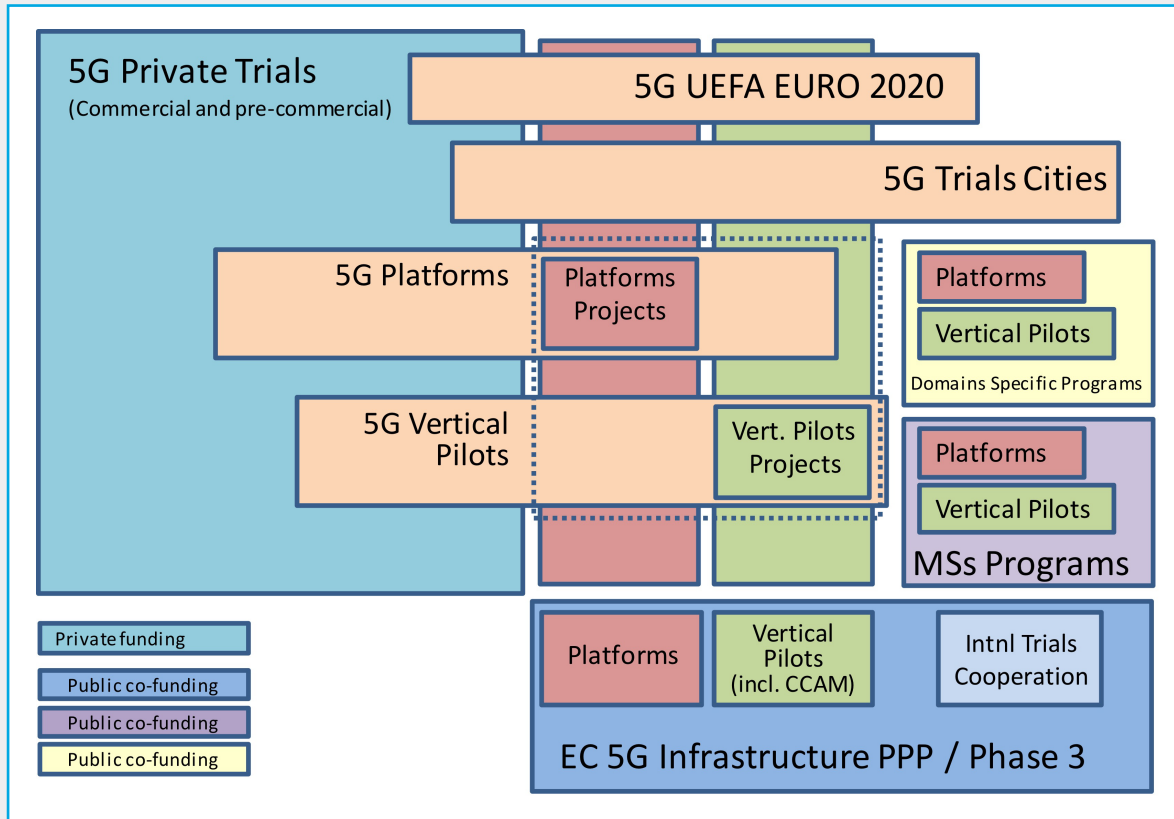 5G Private Trials
(Commercial and pre-commercial)
5G UEFA EURO 2020
5G Trials Cities
5G Platforms
Platforms
Projects
Platforms
Vertical Pilots
Domains Specific Programs
5G Vertical
Pilots
Vert. Pilots
Projects
Platforms
Vertical Pilots
MSs Programs
Private funding
Public co-funding
Public co-funding
Public co-funding
Platforms
Vertical
Pilots
(incl. CCAM)
Intnl Trials
Cooperation
EC 5G Infrastructure PPP / Phase 3